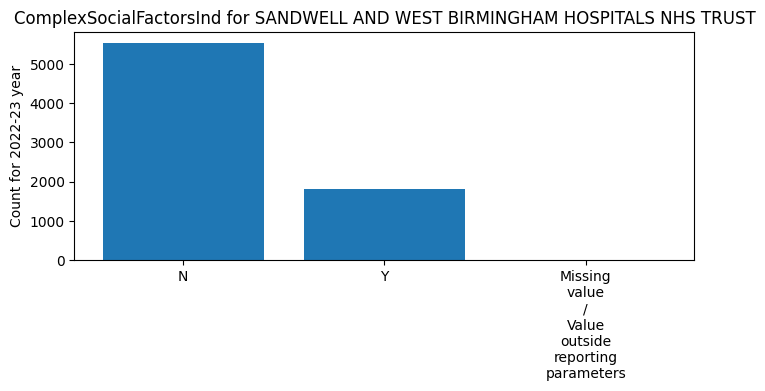 ComplexSocialFactorsInd for SANDWELL AND WEST BIRMINGHAM HOSPITALS NHS TRUST
Count for 2022-23 year
5000
4000
3000
2000
1000
0
N
Y
Missing
value
/
Value
outside
reporting
parameters